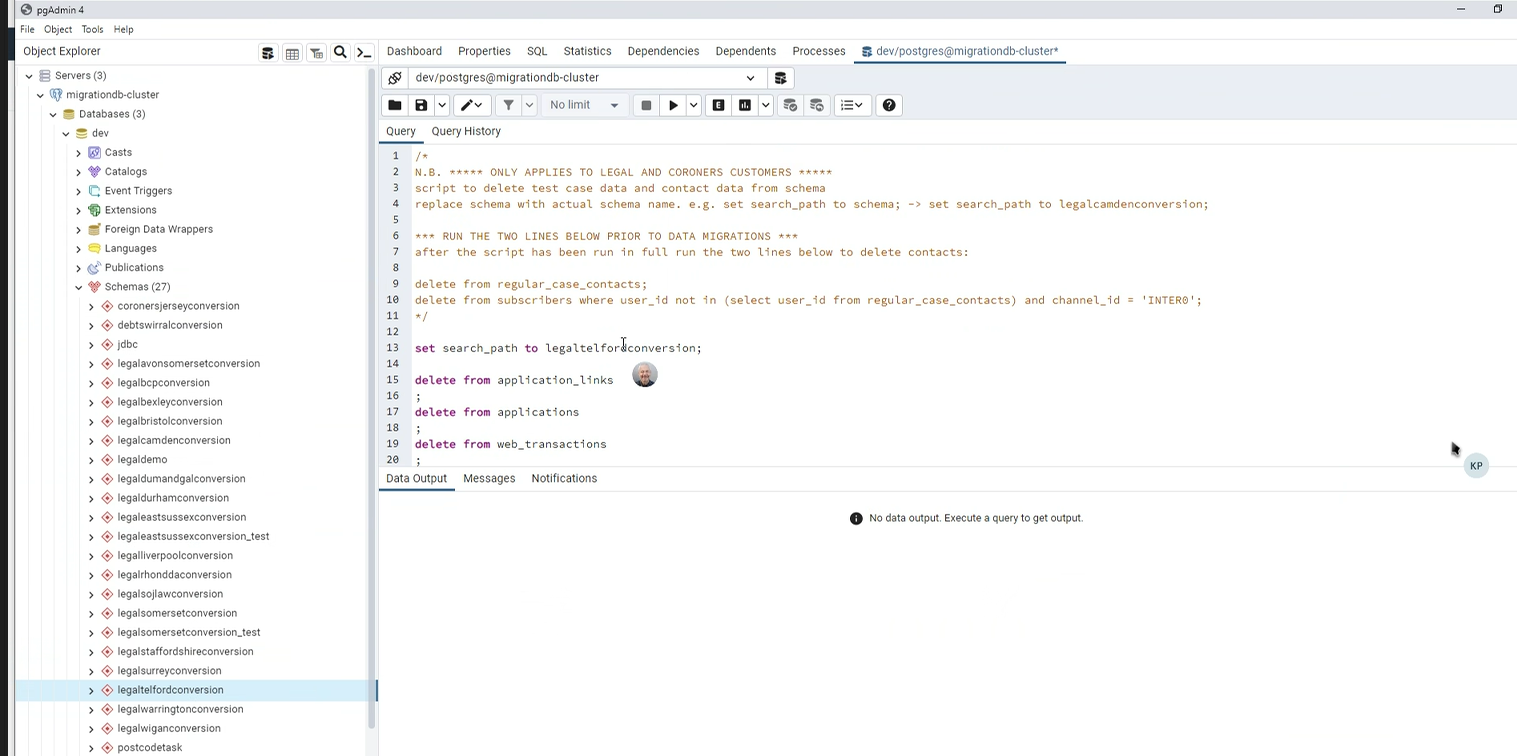 pgAdmin 4
File Object Tools Help
Object Explorer
Dashboard Properties SQL Statistics Dependencies Dependents Processes dev/postgres@migrationdb-cluster*
Servers (3)
migrationdb-cluster
Databases (3)
dev
Casts
Catalogs
Event Triggers
Extensions
Foreign Data Wrappers
Languages
Publications
Schemas (27)
coronersjerseyconversion
debtswirralconversion
jdbc
legalavonsomersetconversion
legalbcpconversion
legalbexleyconversion
legalbristolconversion
legalcamdenconversion
legaldemo
legaldumandgalconversion
legaldurhamconversion
legaleastsussexconversion
legaleastsussexconversion_test
legalliverpoolconversion
legalrhonddaconversion
legalsojlawconversion
legalsomersetconversion
legalsomersetconversion_test
legalstaffordshireconversion
legalsurreyconversion
legaltelfordconversion
legalwarringtonconversion
legalwiganconversion
postcodetask
dev/postgres@migrationdb-cluster
No limit
E
Query Query History
1 /*
2 N.B. ***** ONLY APPLIES TO LEGAL AND CORONERS CUSTOMERS *****
3 script to delete test case data and contact data from schema
4 replace schema with actual schema name. e.g. set search_path to schema; -> set search_path to legalcamdenconversion;
5
6 *** RUN THE TWO LINES BELOW PRIOR TO DATA MIGRATIONS ***
7 after the script has been run in full run the two lines below to delete contacts:
8
9 delete from regular_case_contacts;
10 delete from subscribers where user_id not in (select user_id from regular_case_contacts) and channel_id = 'INTER0';
11 */
12
13 set search_path to legaltelfordconversion;
14
15 delete from application_links
16 ;
17 delete from applications
18 ;
19 delete from web_transactions
20 ;
KP
Data Output Messages Notifications
No data output. Execute a query to get output.